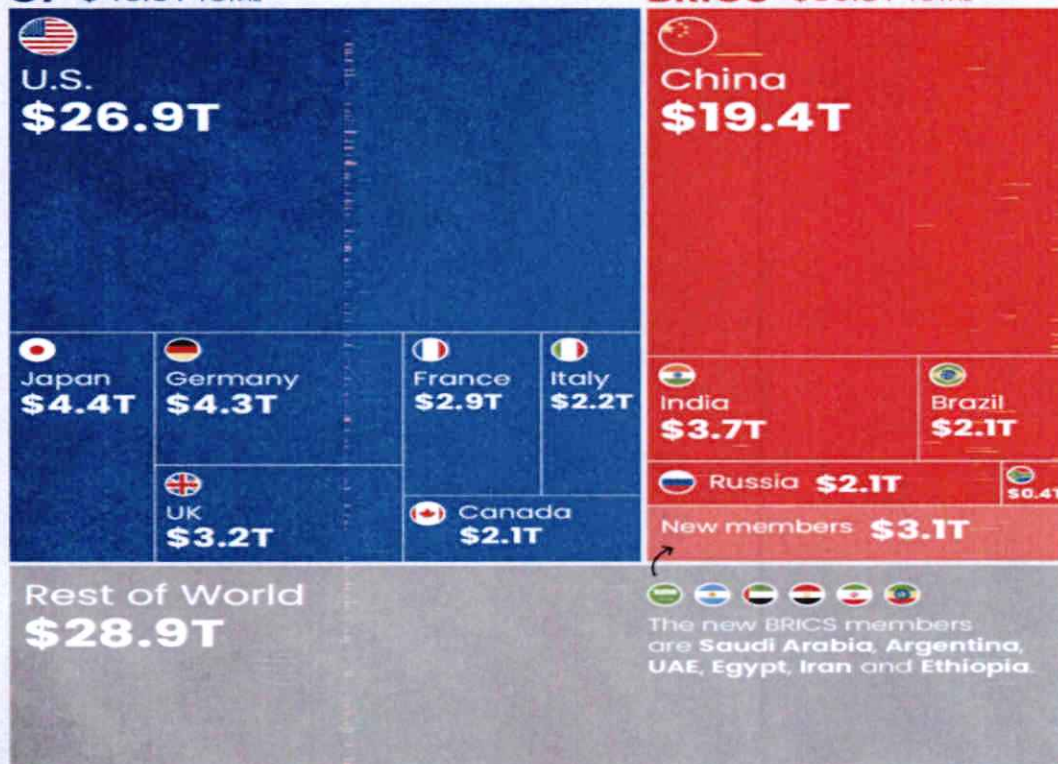 BRICS
U.S.
$26.9T
China
$19.4T
Japan
$4.4T
Germany
$4.3T
France
$2.9T
Italy
$2.2T
UK
$3.2T
Canada
$2.1T
India
$3.7T
Brazil
$2.1T
Russia $2.1T
$0.4T
New members $3.1T
Rest of World
$28.9T
The new BRICS members
are Saudi Arabia, Argentina,
UAE, Egypt, Iran and Ethiopia.